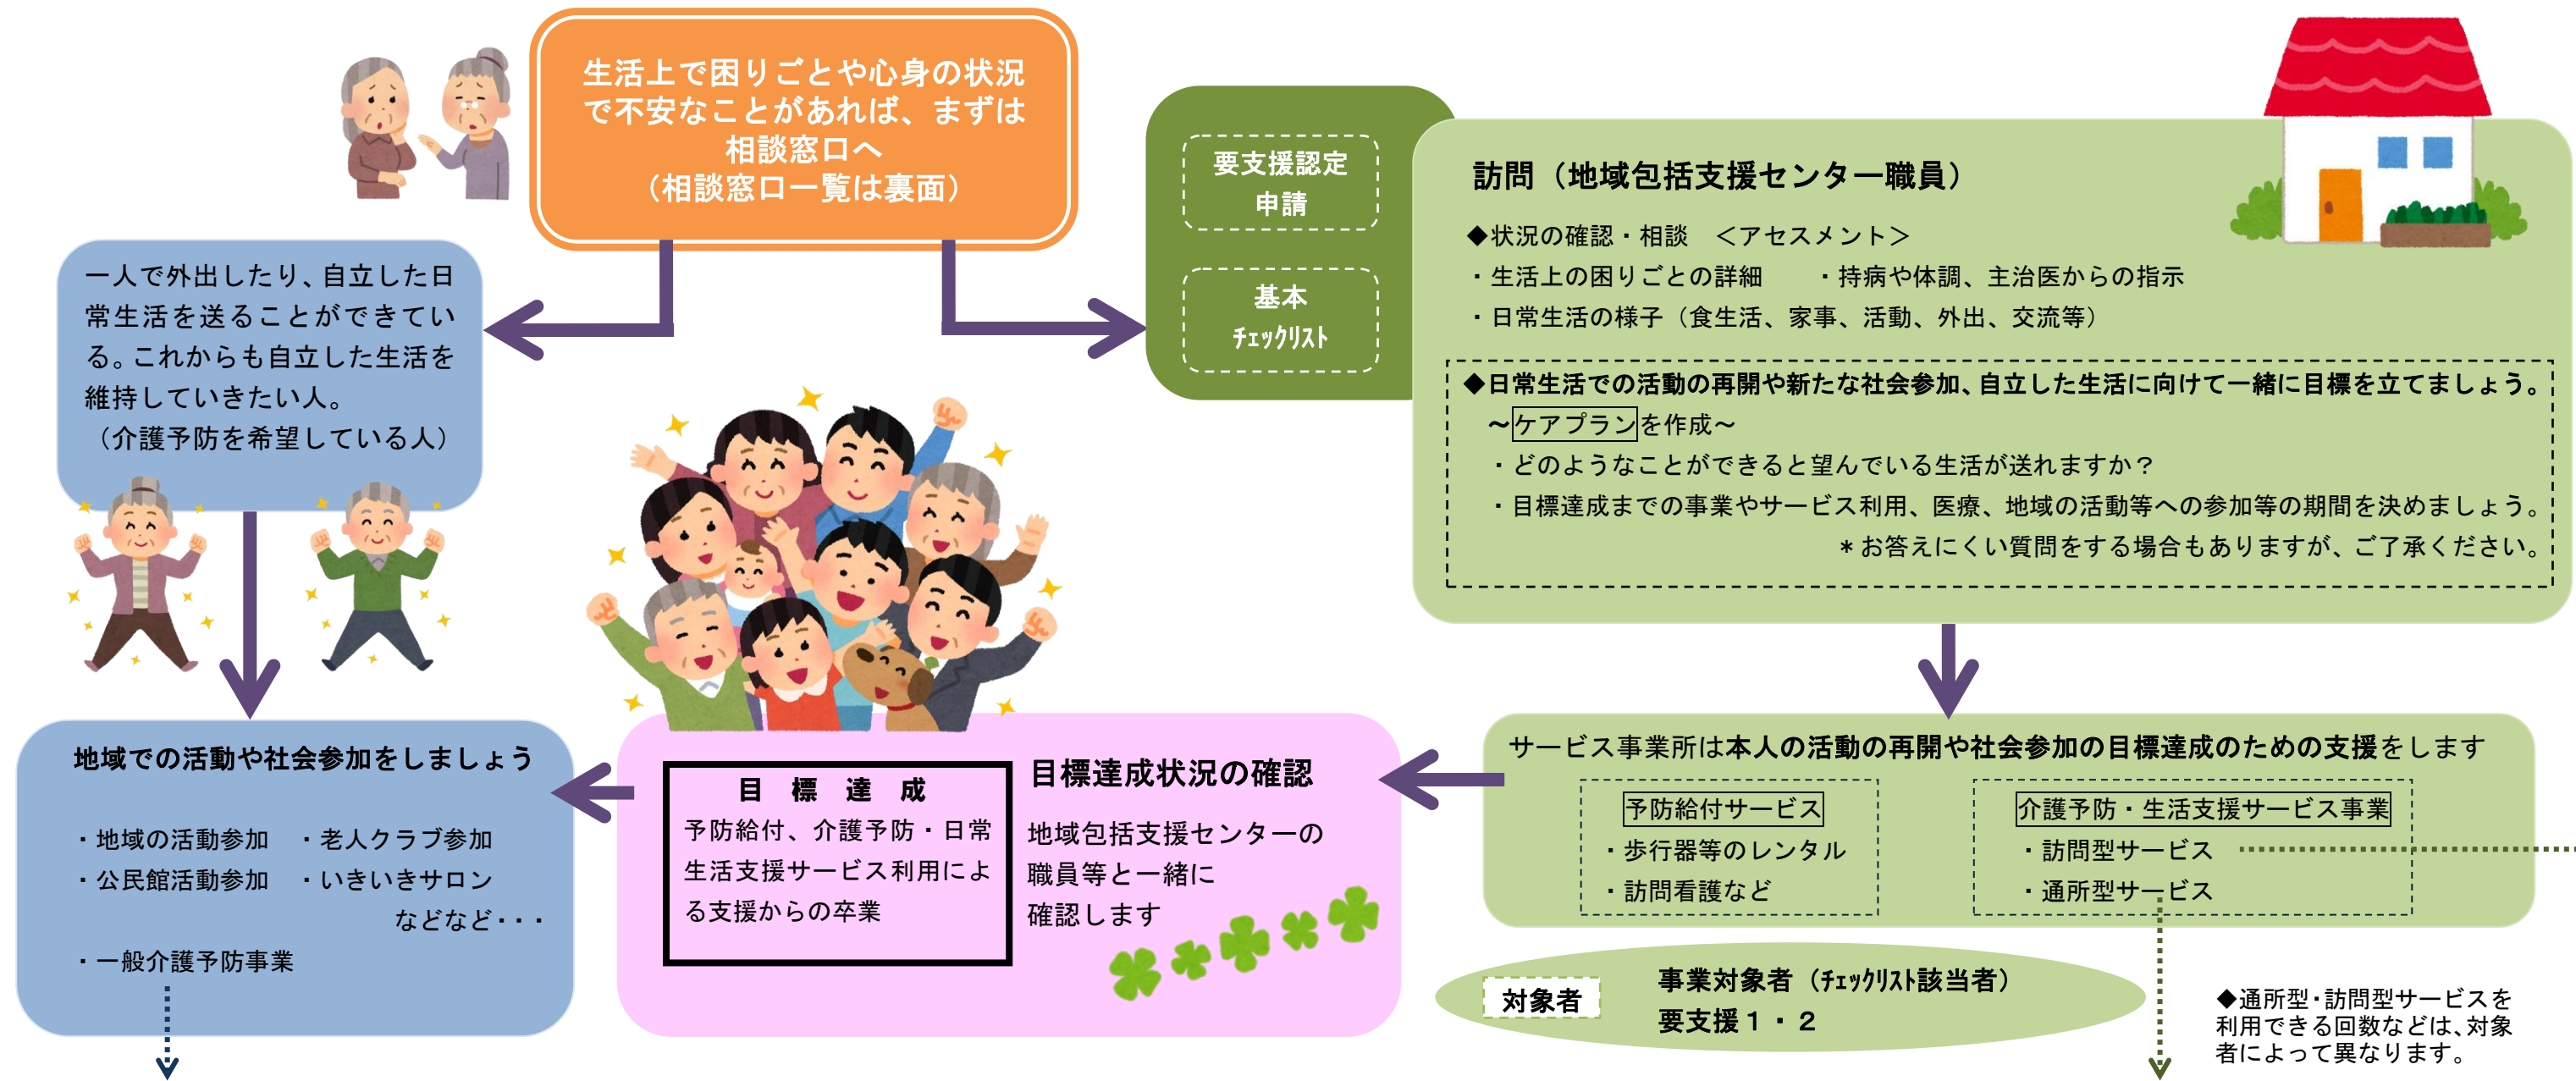 生活上で困りごとや心身の状況
で不安なことがあれば、まずは
相談窓口へ
（相談窓口一覧は裏面）
一人で外出したり、自立した日
常生活を送ることができてい
る。これからも自立した生活を
維持していきたい人。
（介護予防を希望している人）
要支援認定
申請
基本
ﾁｪｯｸﾘｽﾄ
訪問（地域包括支援センター職員）
◆状況の確認・相談　＜アセスメント＞
・生活上の困りごとの詳細　　・持病や体調、主治医からの指示
・日常生活の様子（食生活、家事、活動、外出、交流等）
◆日常生活での活動の再開や新たな社会参加、自立した生活に向けて一緒に目標を立てましょう。
～ケアプランを作成～
・どのようなことができると望んでいる生活が送れますか？
・目標達成までの事業やサービス利用、医療、地域の活動等への参加等の期間を決めましょう。
＊お答えにくい質問をする場合もありますが、ご了承ください。
サービス事業所は本人の活動の再開や社会参加の目標達成のための支援をします
予防給付サービス
・歩行器等のレンタル
・訪問看護など
介護予防・生活支援サービス事業
・訪問型サービス
・通所型サービス
対象者
事業対象者（ﾁｪｯｸﾘｽﾄ該当者）
要支援１・２
◆通所型・訪問型サービスを
利用できる回数などは、対象
者によって異なります。
目標達成状況の確認
地域包括支援センターの
職員等と一緒に
確認します
目　標　達　成
予防給付、介護予防・日常
生活支援サービス利用によ
る支援からの卒業
地域での活動や社会参加をしましょう
・地域の活動参加　・老人クラブ参加
・公民館活動参加　・いきいきサロン
などなど・・・
・一般介護予防事業